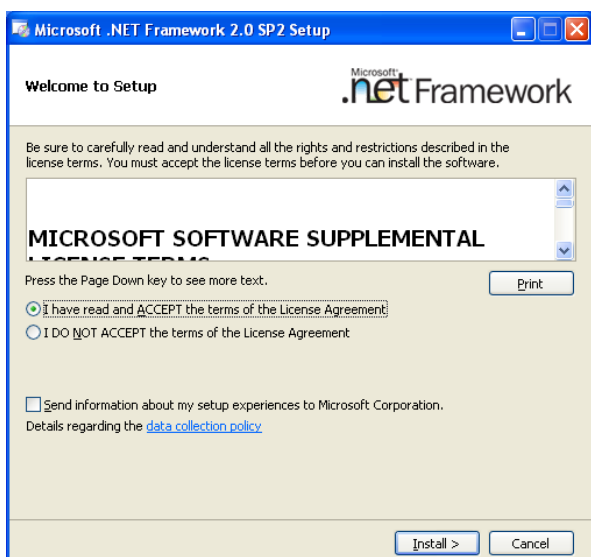 Microsoft .NET Framework 2.0 SP2 Setup
Welcome to Setup
Microsoft
.net Framework
Be sure to carefully read and understand all the rights and restrictions described in the
license terms. You must accept the license terms before you can install the software.
MICROSOFT SOFTWARE SUPPLEMENTAL
LICENSE TERMS
Press the Page Down key to see more text.
Print
I have read and ACCEPT the terms of the License Agreement
I DO NOT ACCEPT the terms of the License Agreement
Send information about my setup experiences to Microsoft Corporation.
Details regarding the data collection policy
Install >
Cancel